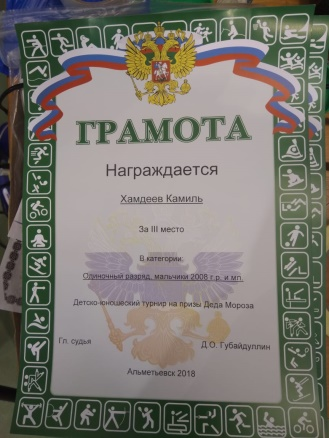 ГРАМОТА
Награждается
Хамдеев Камиль
За III место
В категории:
Одиночный разряд, мальчики 2008 г.р. и мл.
Детско-юношеский турнир на призы Деда Мороза
Гл. судья Д.О. Губайдуллин
Альметьевск 2018